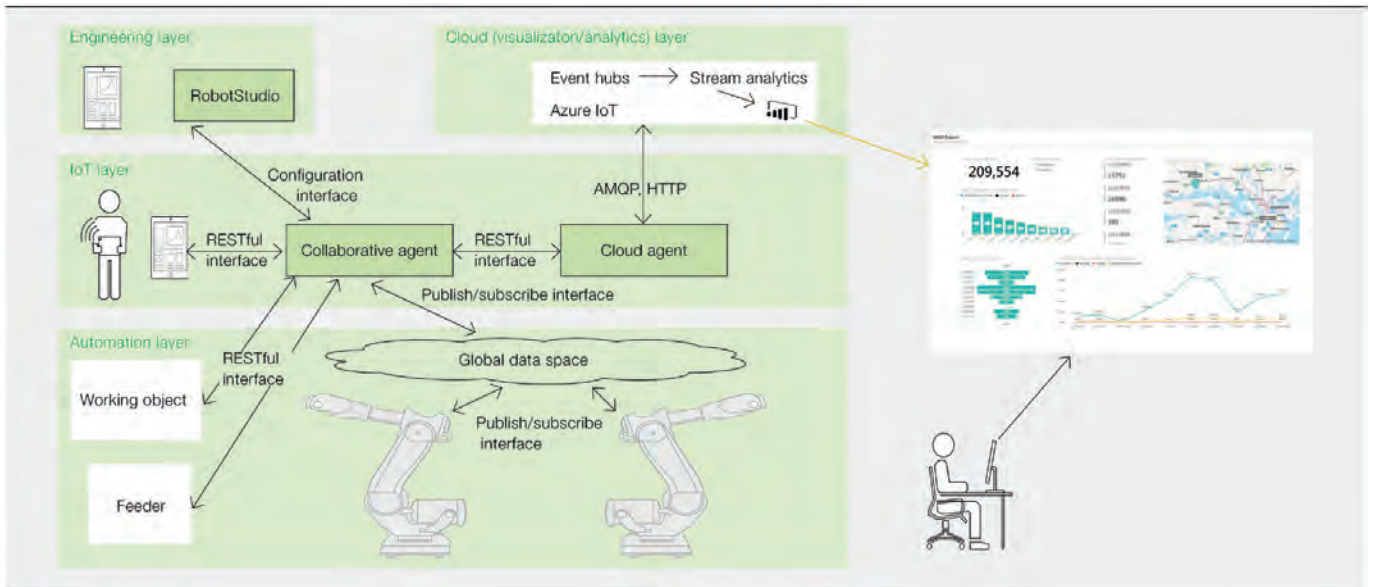 Engineering layer
RobotStudio
Cloud (visualizaton/analytics) layer
Event hubs
Stream analytics
Azure IoT
IoT layer
Configuration
interface
AMQP, HTTP
RESTful
interface
Collaborative agent
RESTful
interface
Cloud agent
Publish/subscribe interface
Automation layer
RESTful
interface
Global data space
Working object
Publish/subscribe
interface
Feeder
209,554